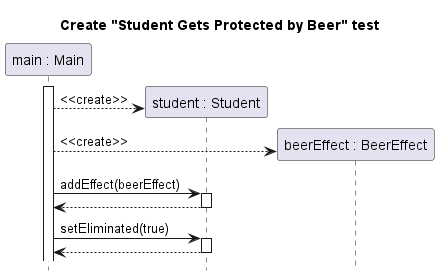 Create "Student Gets Protected by Beer" test
main : Main
<<create>>
student : Student
<<create>>
beerEffect : BeerEffect
addEffect(beerEffect)
setEliminated(true)